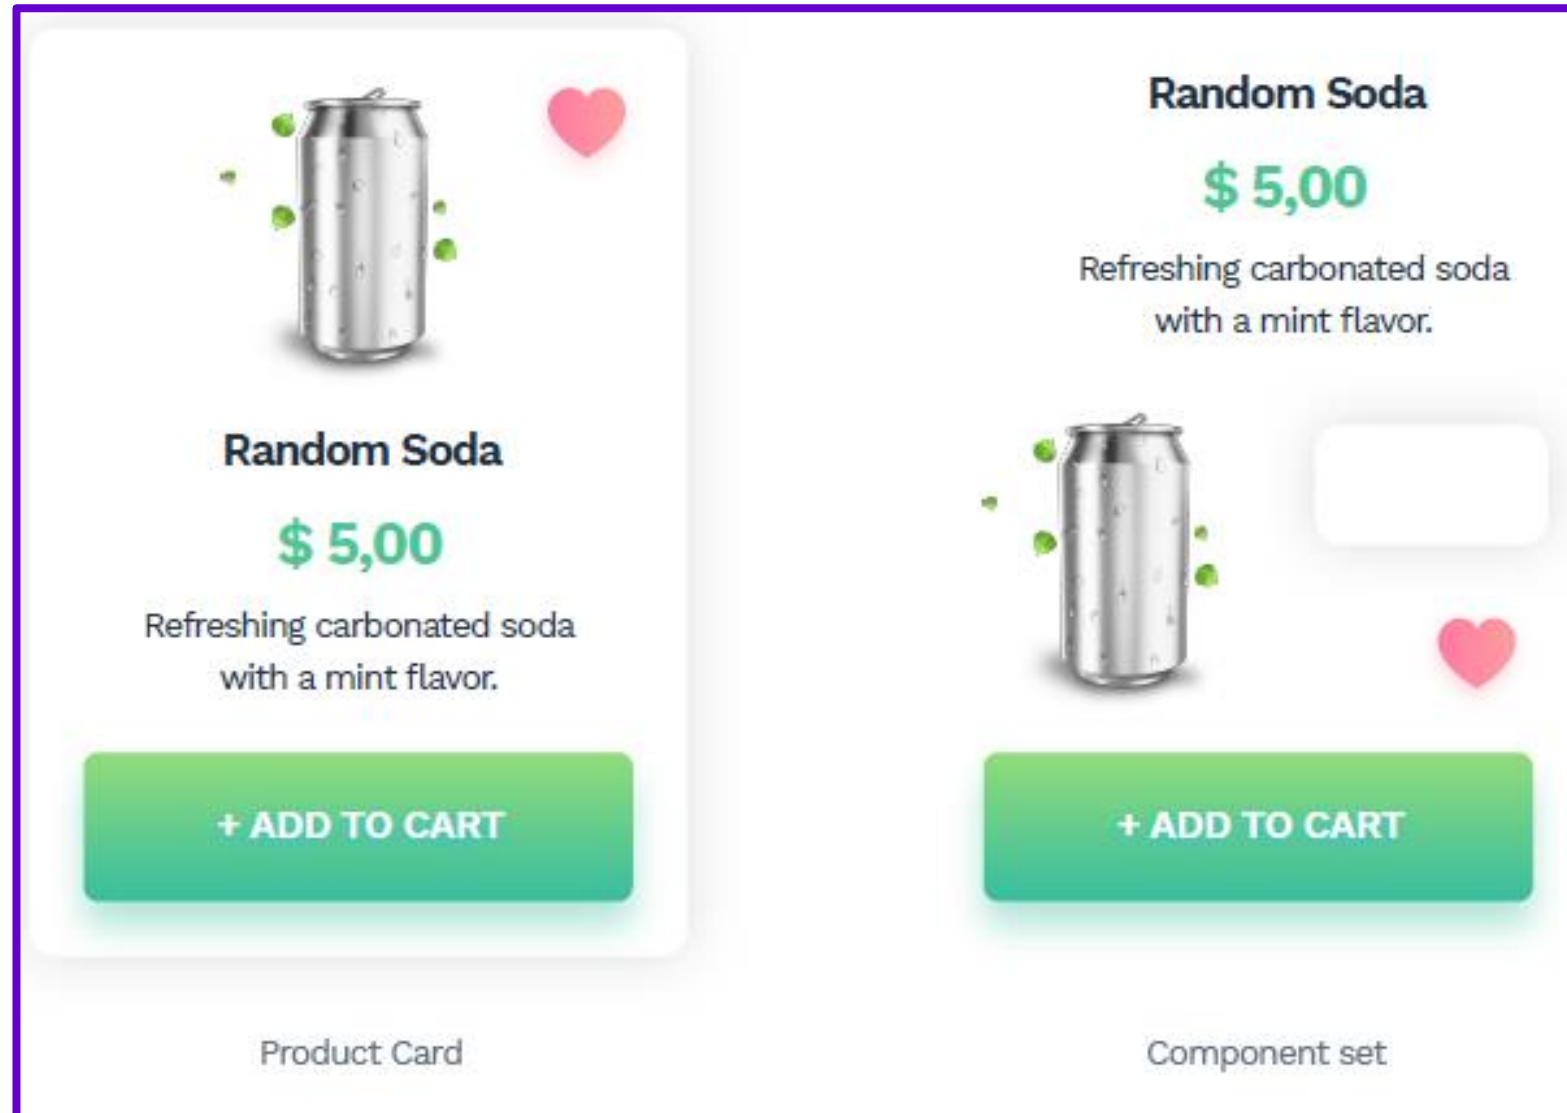 Random Soda
$ 5,00
Refreshing carbonated soda
with a mint flavor.
+ ADD TO CART
Product Card
Random Soda
$ 5,00
Refreshing carbonated soda
with a mint flavor.
+ ADD TO CART
Component set